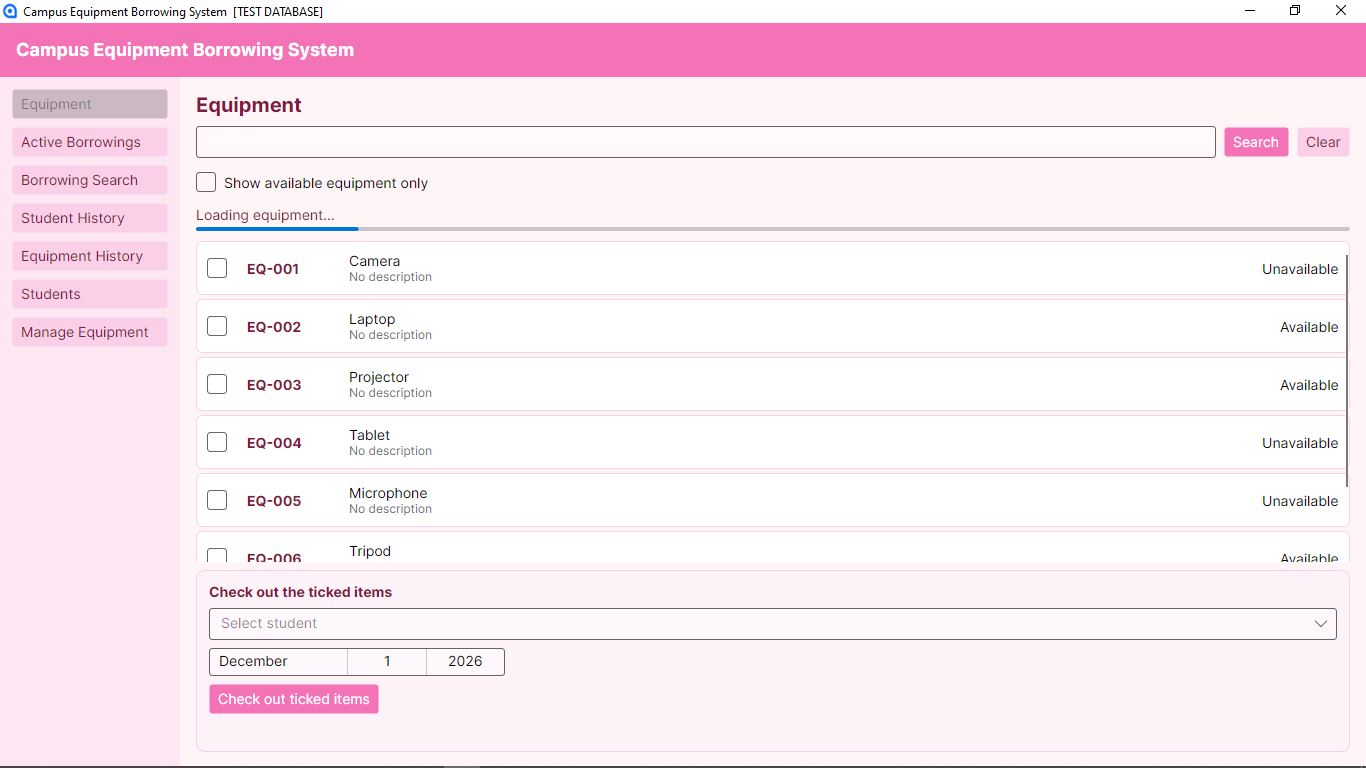 Campus Equipment Borrowing System [TEST DATABASE]
Campus Equipment Borrowing System
Equipment
Active Borrowings
Borrowing Search
Student History
Equipment History
Students
Manage Equipment
Equipment
Search
Clear
Show available equipment only
Loading equipment...
EQ-001
Camera
No description
Unavailable
EQ-002
Laptop
No description
Available
EQ-003
Projector
No description
Available
EQ-004
Tablet
No description
Unavailable
EQ-005
Microphone
No description
Unavailable
EQ-006
Tripod
Available
Check out the ticked items
Select student
December 1 2026
Check out ticked items